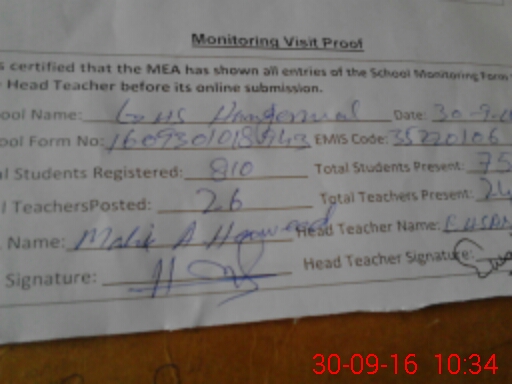 Monitoring Visit Proof
s certified that the MEA has shown all entries of the School Monitoring Form
Head Teacher before its online submission.
ool Name: GHS Date: 30-9-
ool Form No: EMIS Code: 35220106
l Students Registered: 810 Total Students Present: 75
l TeachersPosted: 26 Total Teachers Present: 24
Name: Malik A Head Teacher Name:
Signature: Head Teacher Signature:
30-09-16 10:34